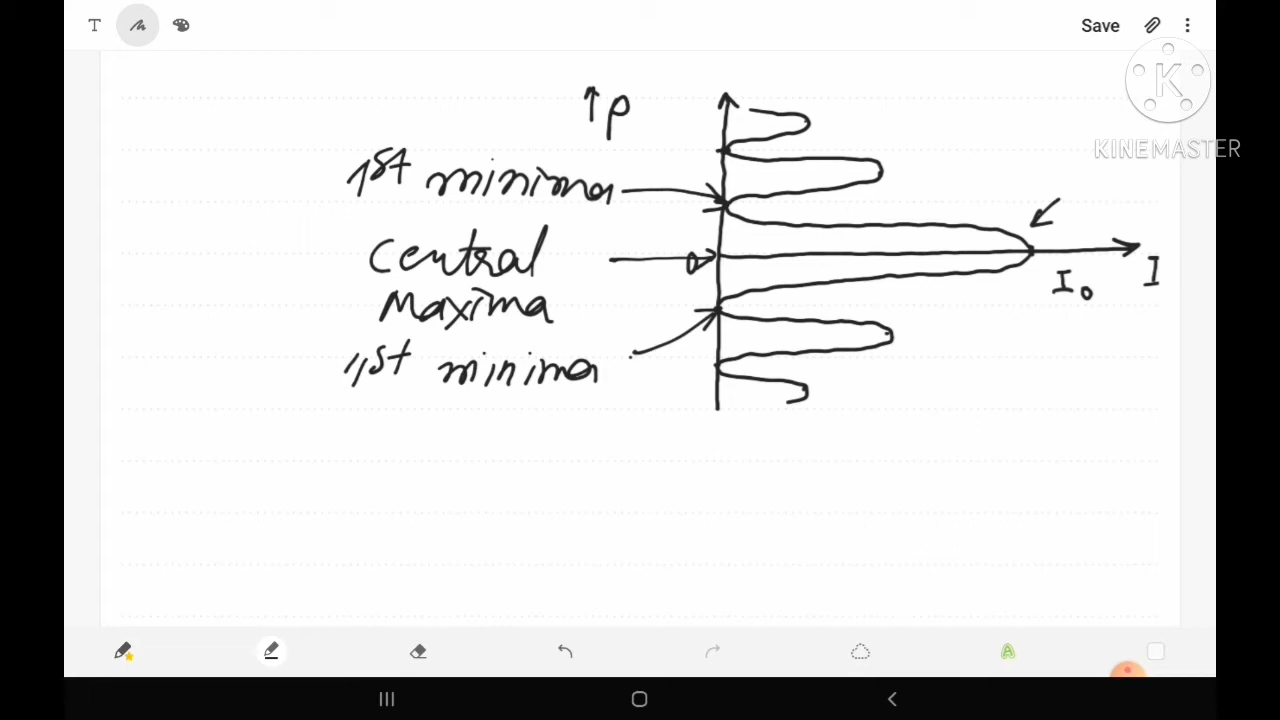 T
Save
K
KINEMASTER
↑ρ
1st minima
Central
Maxima
0
I₀
I
1st minima
A